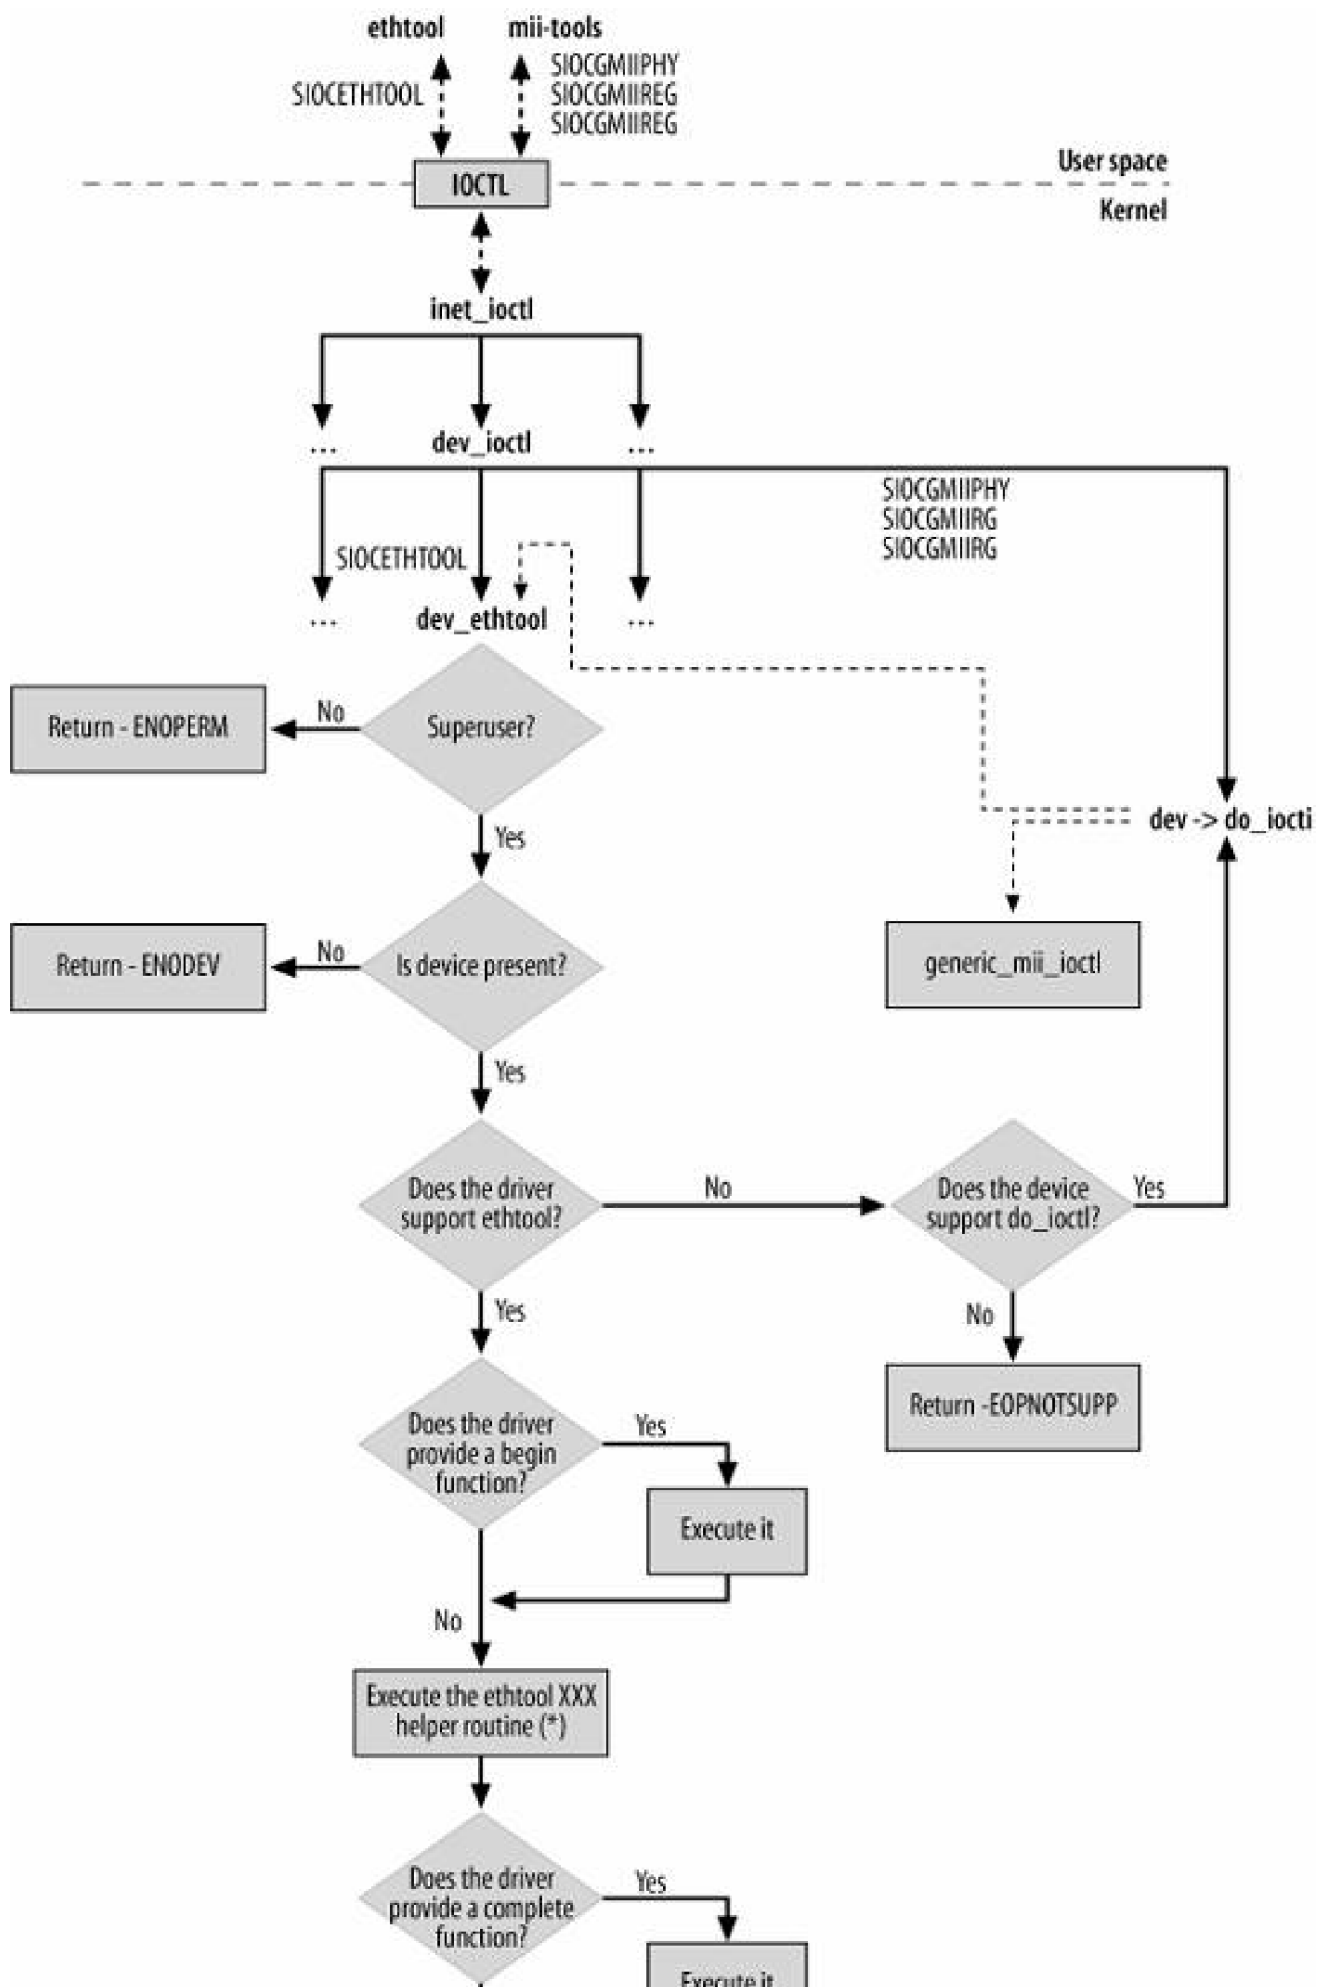 ethtool
mii-tools
SIOCETHTOOL
SIOCGMIIPHY
SIOCGMIIREG
SIOCGMIIREG
User space
IOCTL
Kernel
inet_ioctl
...
dev_ioctl
...
SIOCGMIIPHY
SIOCGMIIRG
SIOCGMIIRG
SIOCETHTOOL
...
dev_ethtool
...
Return - ENOPERM
No
Superuser?
Yes
dev -> do_iocti
Return - ENODEV
No
Is device present?
generic_mii_ioctl
Yes
Does the driver
support ethtool?
No
Does the device
support do_ioctl?
Yes
Yes
No
Return -EOPNOTSUPP
Does the driver
provide a begin
function?
Yes
Execute it
No
Execute the ethtool XXX
helper routine (*)
Does the driver
provide a complete
function?
Yes
Execute it